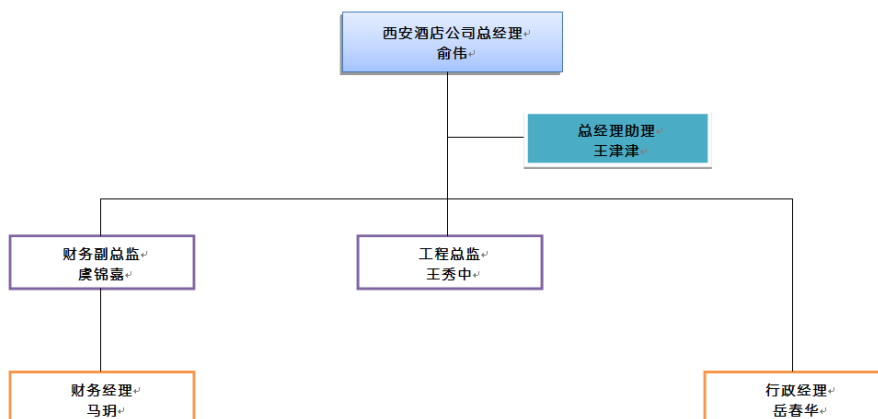 西安酒店公司总经理
俞伟
总经理助理
王津津
财务副总监
虞锦嘉
工程总监
王秀中
财务经理
马玥
行政经理
岳春华